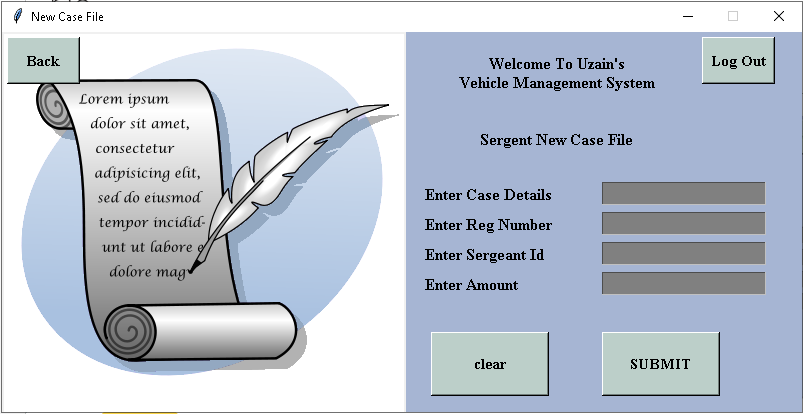 New Case File
Back
Lorem ipsum
dolor sit amet,
consectetur
adipisicing elit,
sed do eiusmod
tempor incidid-
unt ut labore e
dolore mag
Welcome To Uzain's
Vehicle Management System
Log Out
Sergent New Case File
Enter Case Details
Enter Reg Number
Enter Sergeant Id
Enter Amount
clear
SUBMIT